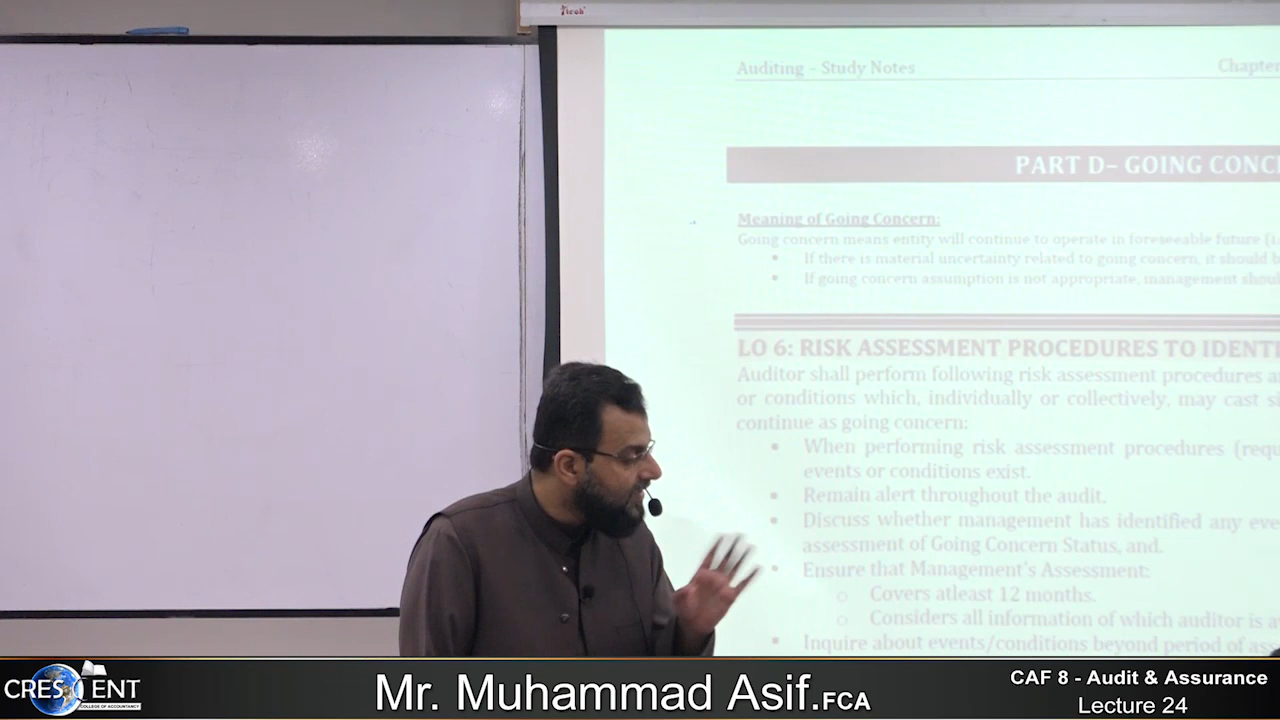 Auditing – Study Notes
Chapter
PART D– GOING CONC
Meaning of Going Concern:
Going concern means entity will continue to operate in foreseeable future (i.
If there is material uncertainty related to going concern, it should b
If going concern assumption is not appropriate, management shou
LO 6: RISK ASSESSMENT PROCEDURES TO IDENTI
Auditor shall perform following risk assessment procedures a
or conditions which, individually or collectively, may cast si
continue as going concern:
When performing risk assessment procedures (requ
events or conditions exist.
Remain alert throughout the audit.
Discuss whether management has identified any eve
assessment of Going Concern Status, and.
Ensure that Management's Assessment:
Covers atleast 12 months.
Considers all information of which auditor is a
Inquire about events/conditions beyond period of ass
CRESCENT
COLLEGE OF ACCOUNTANCY
Mr. Muhammad Asif.FCA
CAF 8 - Audit & Assurance
Lecture 24